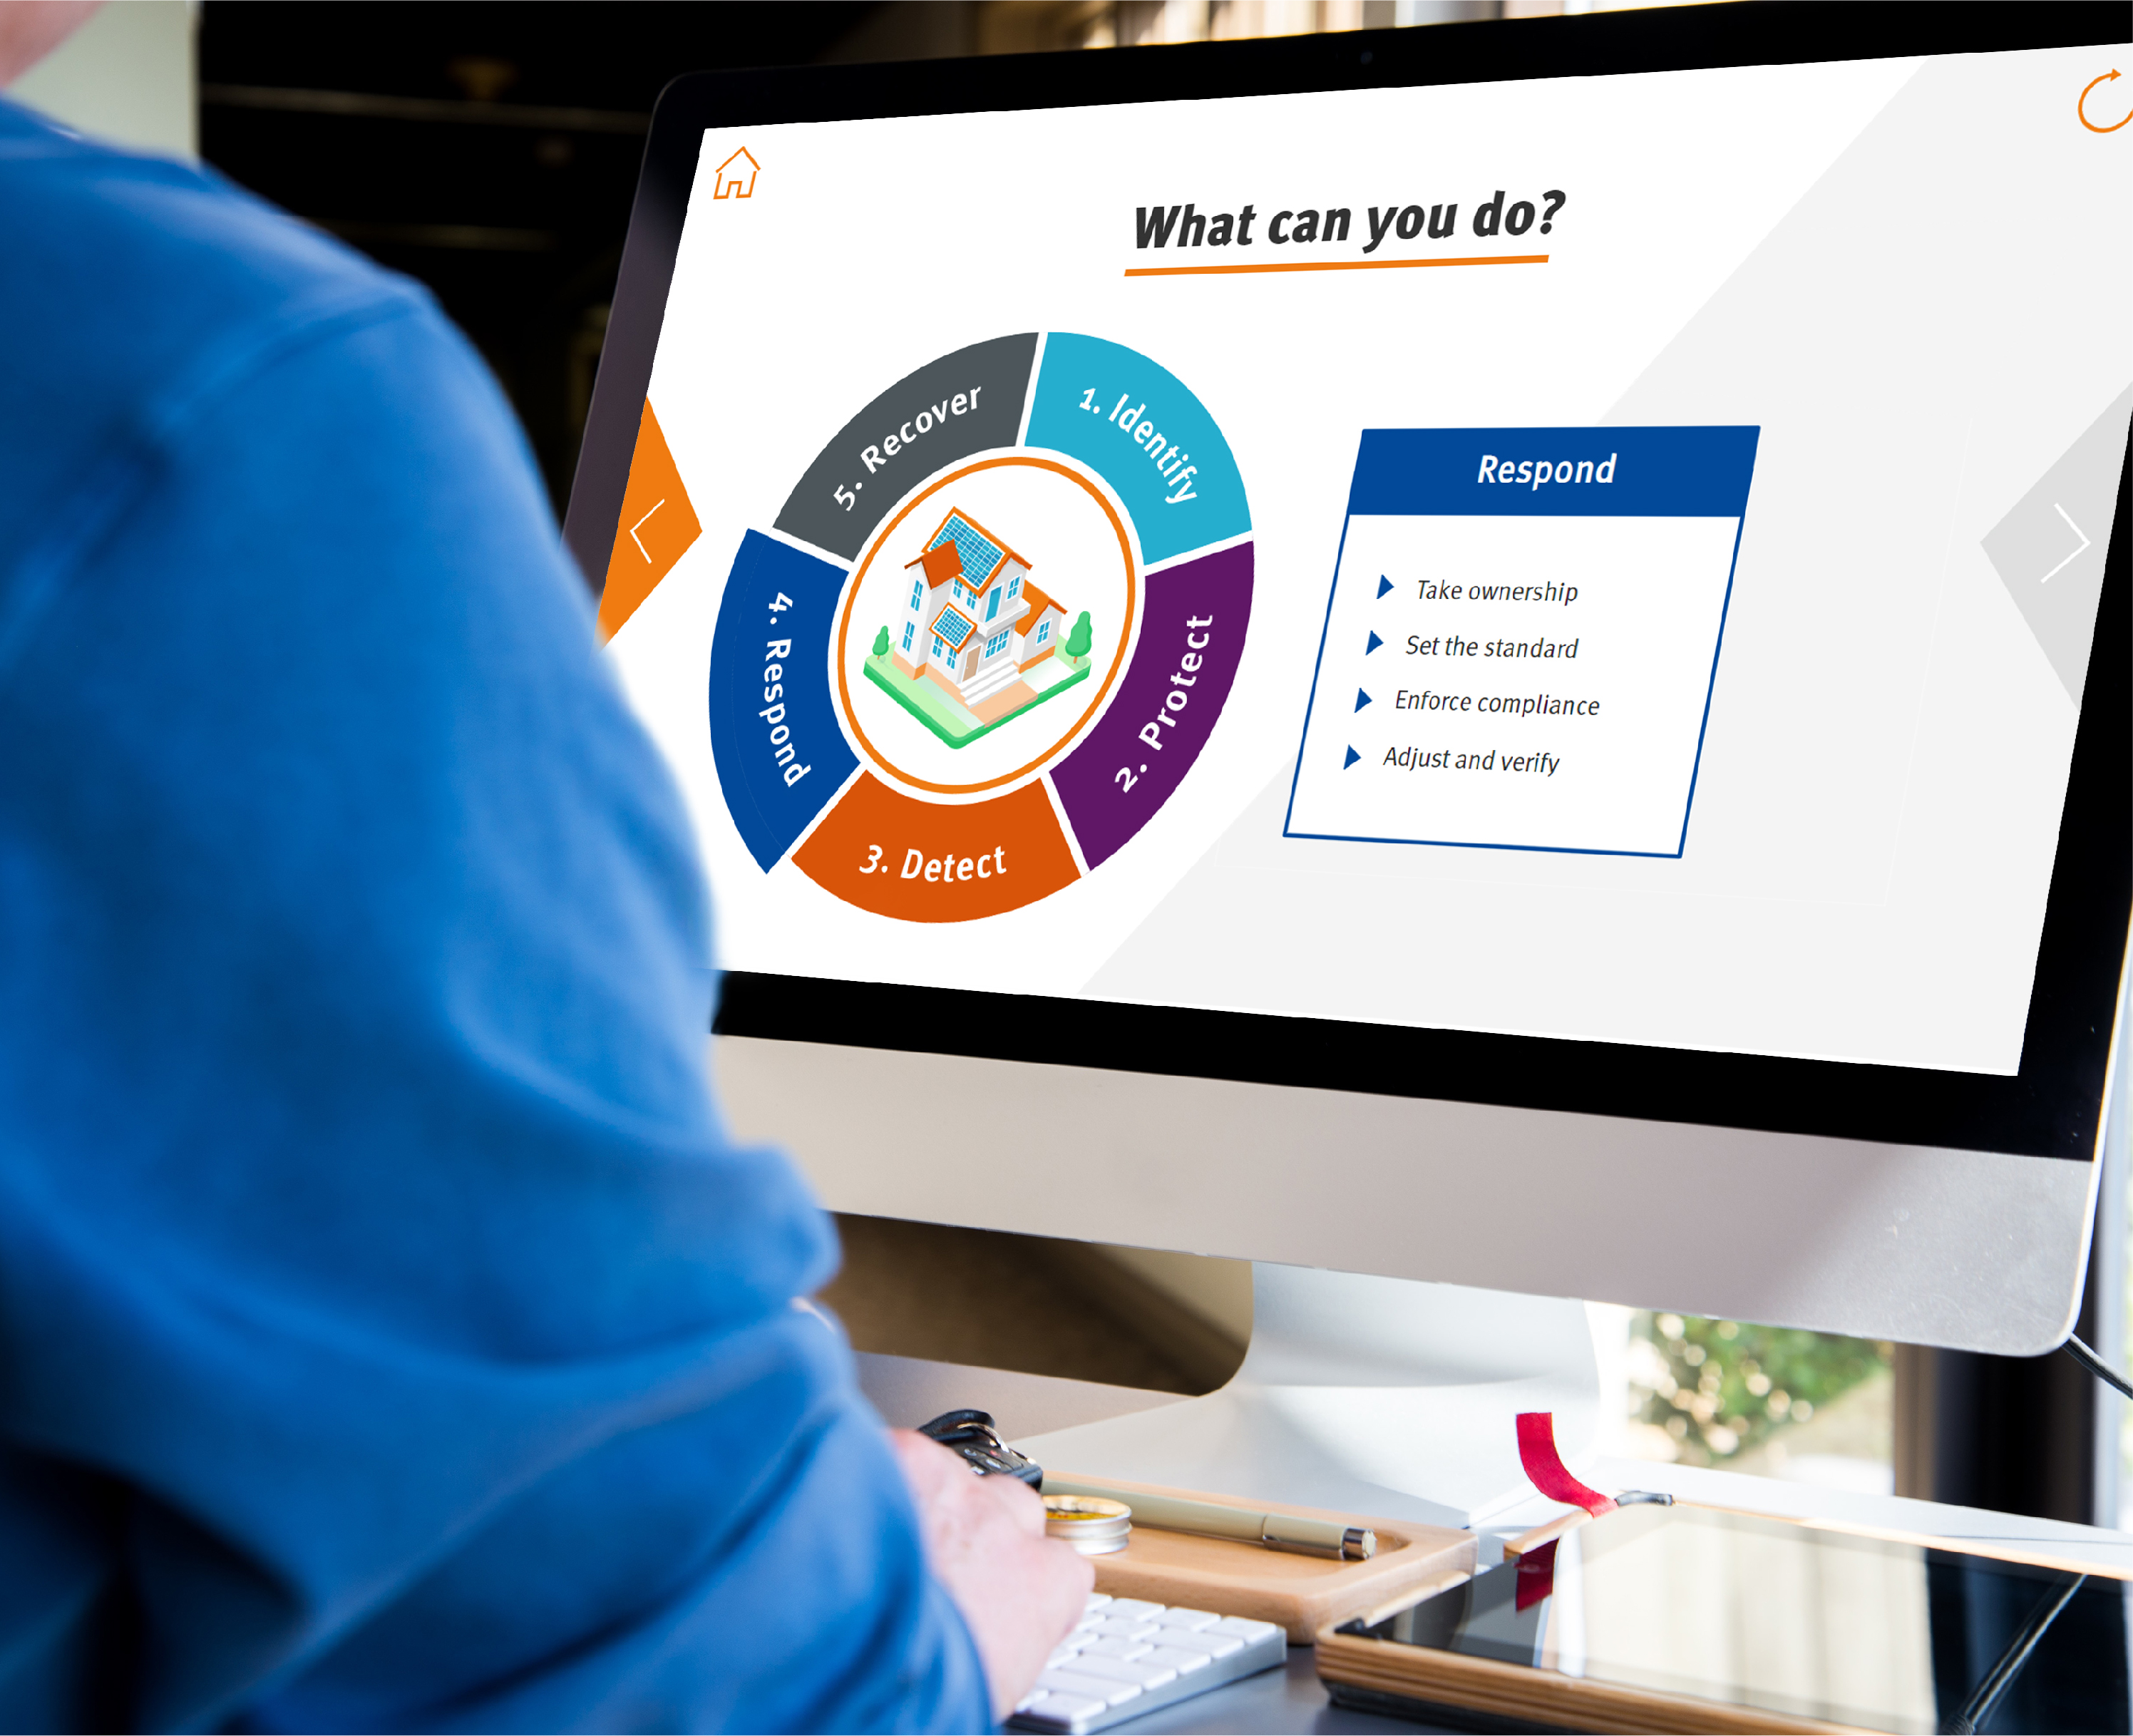 What can you do?
1. Identify
2. Protect
3. Detect
4. Respond
5. Recover
Respond
Take ownership
Set the standard
Enforce compliance
Adjust and verify